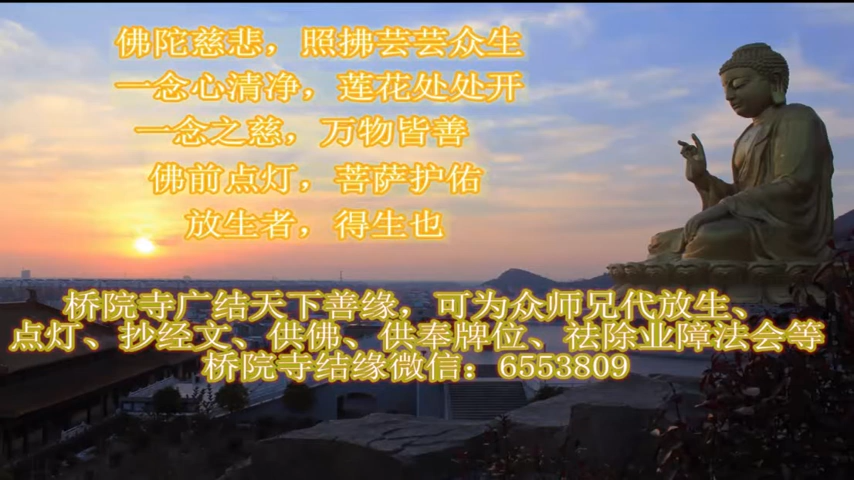 佛陀慈悲，照拂芸芸众生
一念心清净，莲花处处开
一念之慈，万物皆善
佛前点灯，菩萨护佑
放生者，得生也
桥院寺广结天下善缘，可为众师兄代放生、
点灯、抄经文、供佛、供奉牌位、祛除业障法会等
桥院寺结缘微信：6553809